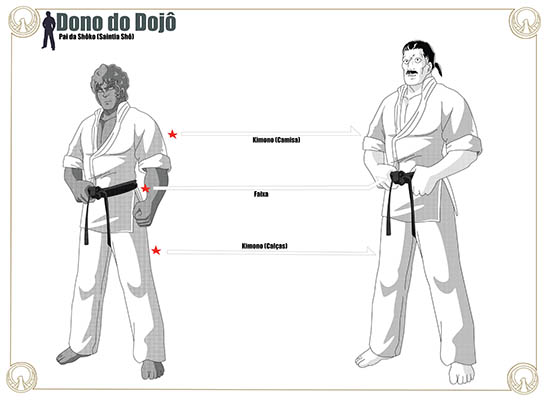 Dono do Dojô
Pai da Shôko (Saintia Shô)
Kimono (Camisa)
Faixa
Kimono (Calças)